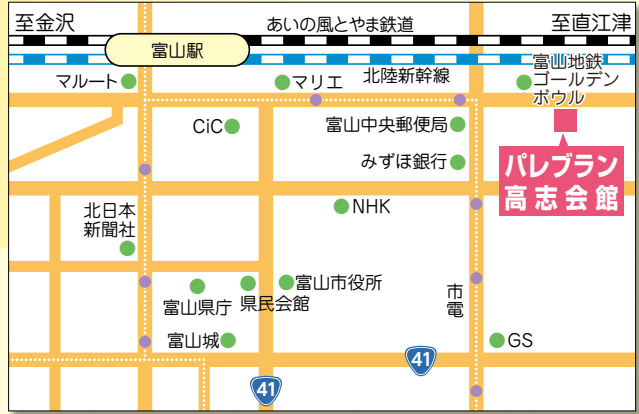 至金沢
あいの風とやま鉄道
至直江津
富山駅
マルート
マリエ
北陸新幹線
富山地鉄
ゴールデン
ボウル
CiC
富山中央郵便局
みずほ銀行
パレブラン
高志会館
NHK
北日本
新聞社
富山県庁
県民会館
富山市役所
市電
富山城
GS
41
41